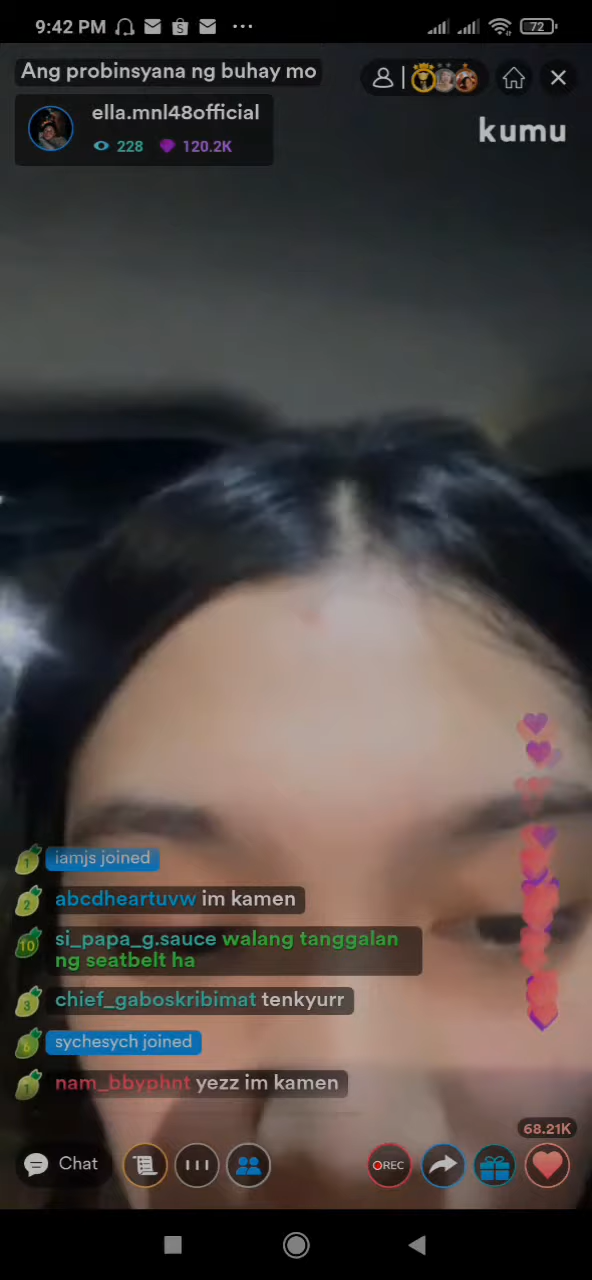 9:42 PM
72
Ang probinsyana ng buhay mo
ella.mnl48official
228 120.2K
kumu
1 iamjs joined
2 abcdheartuvw im kamen
10 si_papa_g.sauce walang tanggalan
ng seatbelt ha
3 chief_gaboskribimat tenkyurr
sychesych joined
1 nam_bbyphnt yezz im kamen
68.21K
Chat
REC